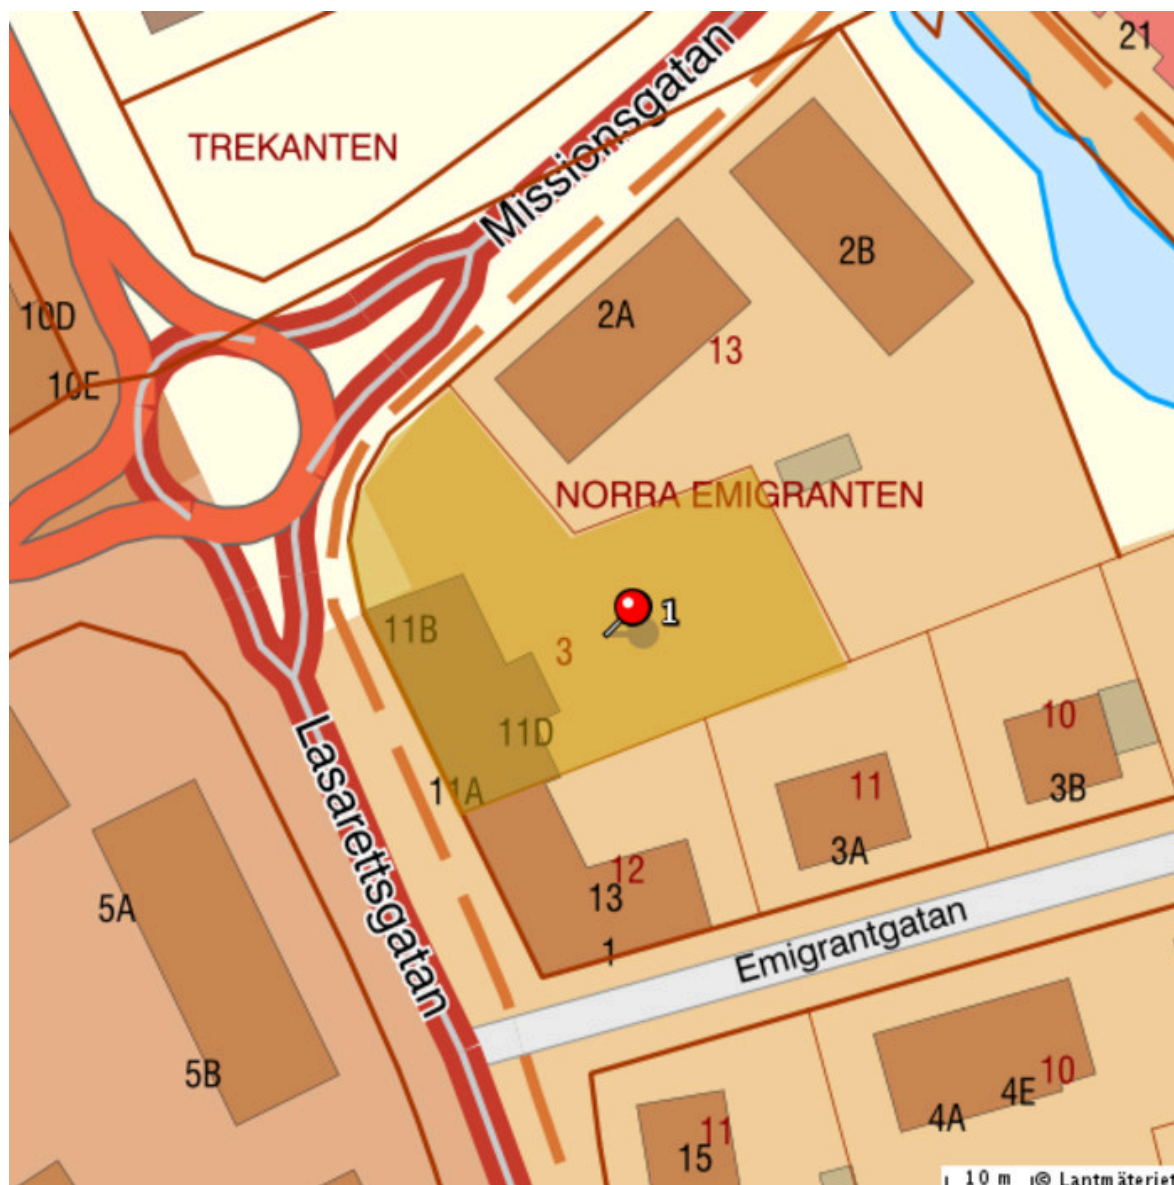 21
Missionsgatan
TREKANTEN
2B
2A
10D
13
10E
NORRA EMIGRANTEN
1
11B
3
11D
10
11A
11
3B
3A
12
13
5A
Lasarettsgatan
1
Emigrantgatan
5B
10
4E
4A
11
15
10 m
© Lantmäteriet